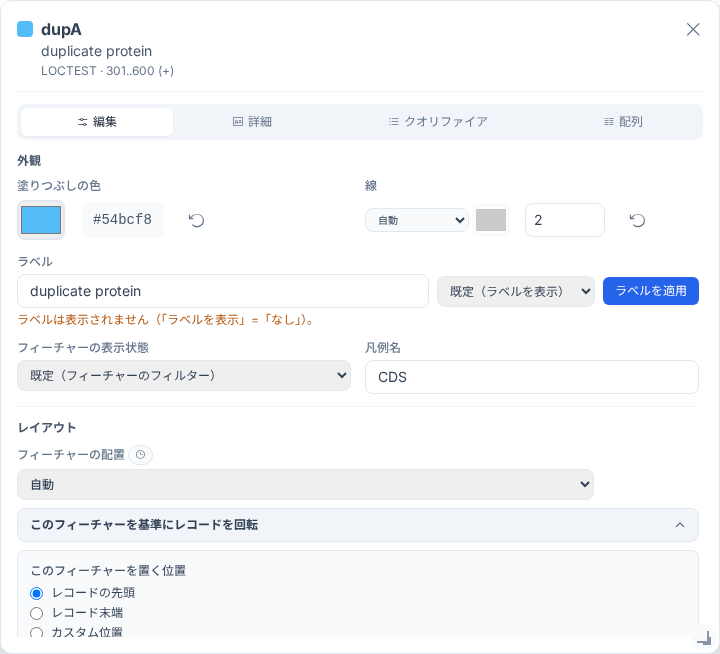 dupA
duplicate protein
LOCTEST · 301..600 (+)
編集 詳細 クオリファイア 配列
外観
塗りつぶしの色 線
#54bcf8 自動 2
ラベル
duplicate protein 既定（ラベルを表示） ラベルを適用
ラベルは表示されません（「ラベルを表示」=「なし」）。
フィーチャーの表示状態 凡例名
既定（フィーチャーのフィルター） CDS
レイアウト
フィーチャーの配置
自動
このフィーチャーを基準にレコードを回転
このフィーチャーを置く位置
レコードの先頭
レコード末端
カスタム位置